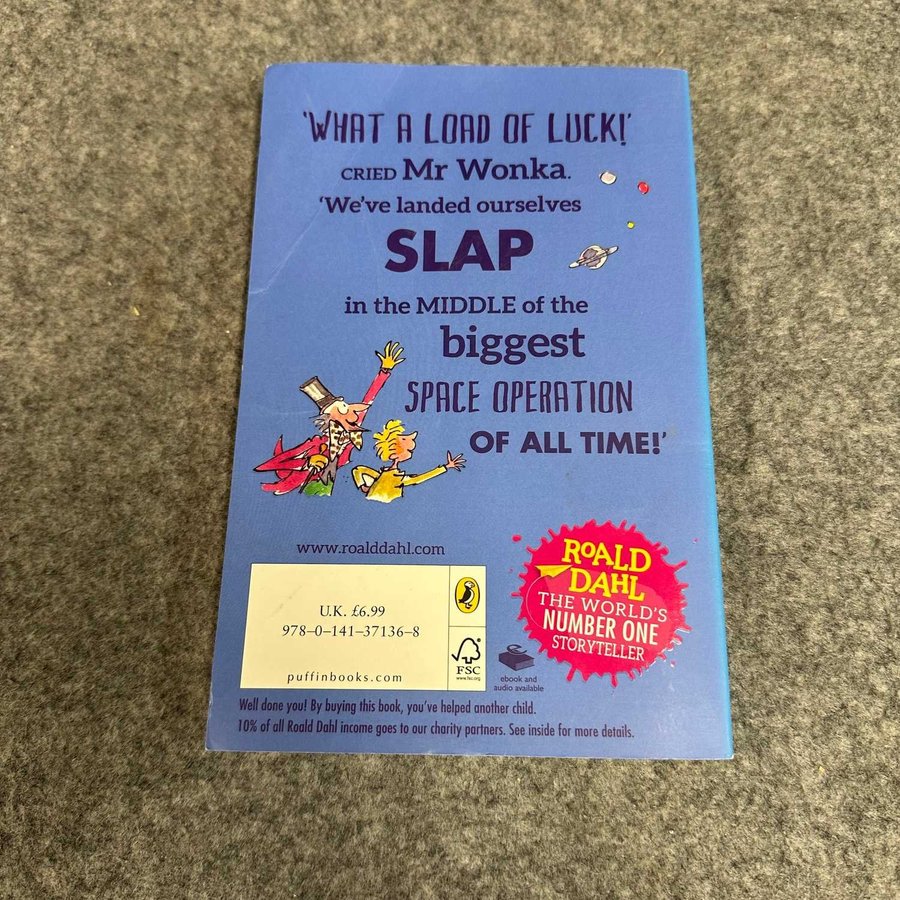 'WHAT A LOAD OF LUCK!'
CRIED Mr Wonka.
'We've landed ourselves
SLAP
in the MIDDLE of the
biggest
SPACE OPERATION
OF ALL TIME!'
www.roalddahl.com
U.K. £6.99
978-0-141-37136-8
puffinbooks.com
FSC
www.fsc.org
ebook and
audio available
ROALD
DAHL
THE WORLD'S
NUMBER ONE
STORYTELLER
Well done you! By buying this book, you've helped another child.
10% of all Roald Dahl income goes to our charity partners. See inside for more details.